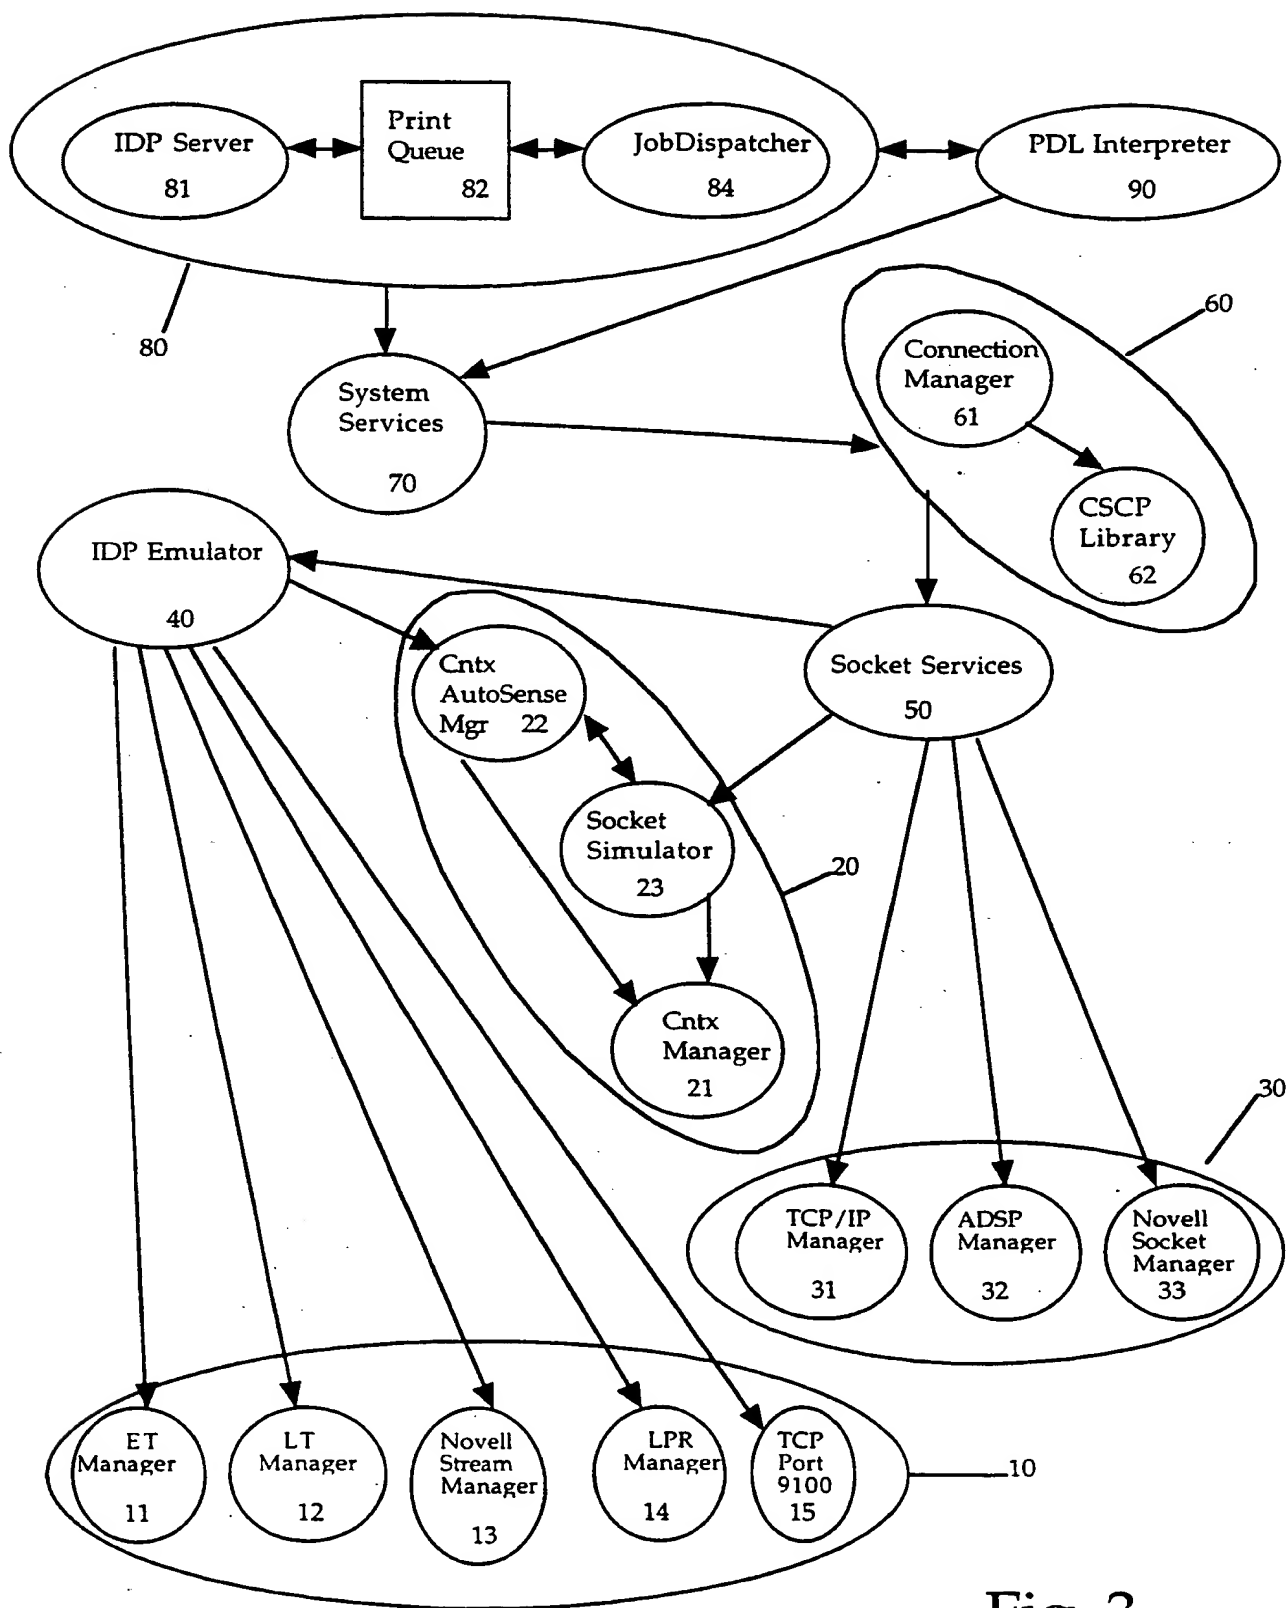 IDP Server
81
Print
Queue
82
JobDispatcher
84
PDL Interpreter
90
80
60
System
Services
70
Connection
Manager
61
CSCP
Library
62
IDP Emulator
40
Socket Services
50
Cntx
AutoSense
Mgr 22
Socket
Simulator
23
20
Cntx
Manager
21
30
TCP/IP
Manager
31
ADSP
Manager
32
Novell
Socket
Manager
33
ET
Manager
11
LT
Manager
12
Novell
Stream
Manager
13
LPR
Manager
14
TCP
Port
9100
15
10